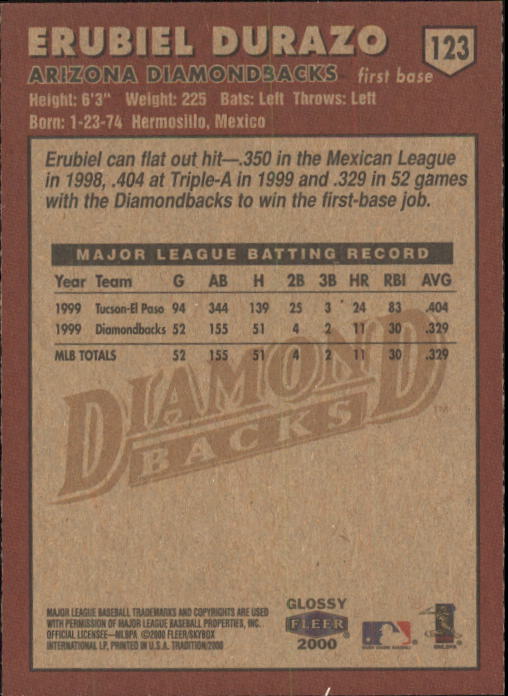 ERUBIEL DURAZO
123
ARIZONA DIAMONDBACKS first base
Height: 6'3" Weight: 225 Bats: Left Throws: Left
Born: 1-23-74 Hermosillo, Mexico
Erubiel can flat out hit—.350 in the Mexican League
in 1998, .404 at Triple-A in 1999 and .329 in 52 games
with the Diamondbacks to win the first-base job.
MAJOR LEAGUE BATTING RECORD
Year Team G AB H 2B 3B HR RBI AVG
1999 Tucson-El Paso 94 344 139 25 3 24 83 .404
1999 Diamondbacks 52 155 51 4 2 11 30 .329
MLB TOTALS 52 155 51 4 2 11 30 .329
DIAMOND
BACKS
TM
MAJOR LEAGUE BASEBALL TRADEMARKS AND COPYRIGHTS ARE USED
WITH PERMISSION OF MAJOR LEAGUE BASEBALL PROPERTIES, INC.
OFFICIAL LICENSEE—MLBPA ©2000 FLEER/SKYBOX
INTERNATIONAL LP, PRINTED IN U.S.A. TRADITION/2000
GLOSSY
FLEER
2000